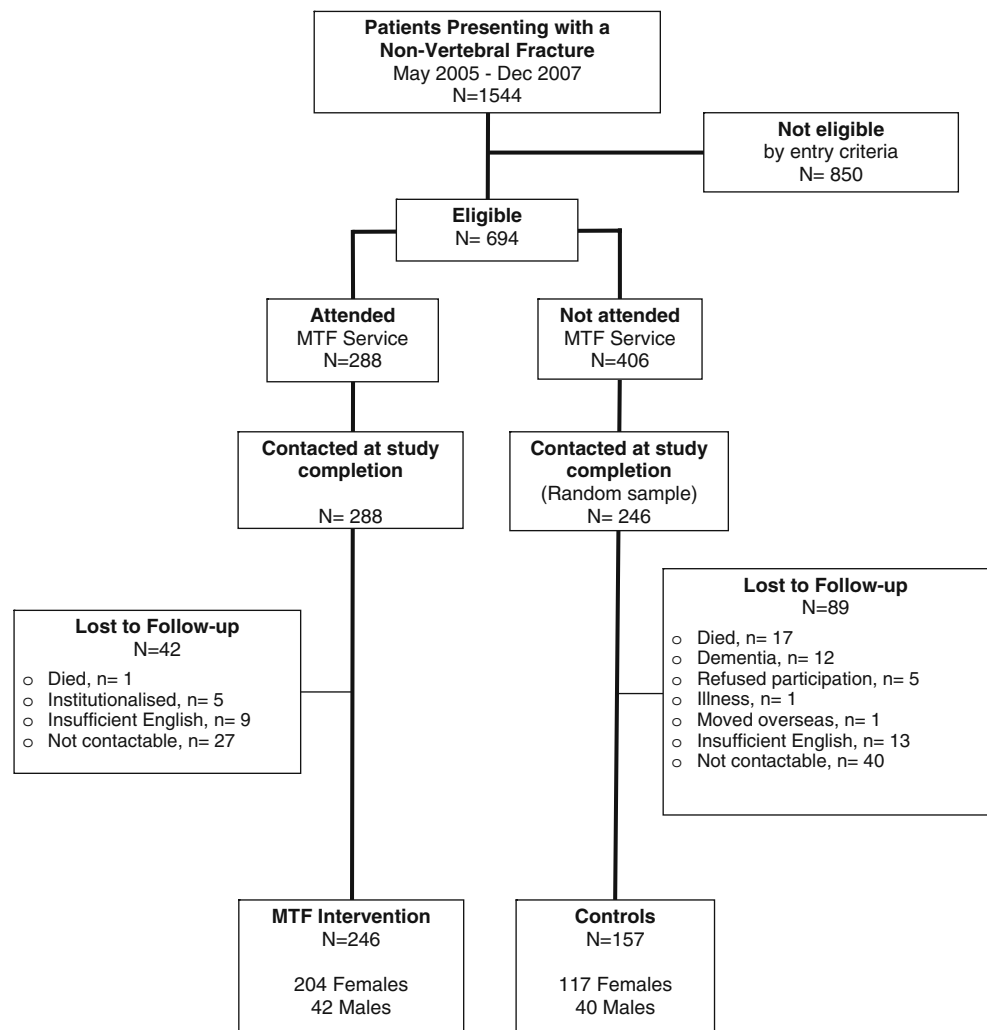 Patients Presenting with a
Non-Vertebral Fracture
May 2005 - Dec 2007
N=1544
Not eligible
by entry criteria
N= 850
Eligible
N= 694
Attended
MTF Service
N=288
Not attended
MTF Service
N=406
Contacted at study
completion
N= 288
Contacted at study
completion
(Random sample)
N= 246
Lost to Follow-up
N=42
o Died, n= 1
o Institutionalised, n= 5
o Insufficient English, n= 9
o Not contactable, n= 27
Lost to Follow-up
N=89
o Died, n= 17
o Dementia, n= 12
o Refused participation, n= 5
o Illness, n= 1
o Moved overseas, n= 1
o Insufficient English, n= 13
o Not contactable, n= 40
MTF Intervention
N=246
204 Females
42 Males
Controls
N=157
117 Females
40 Males